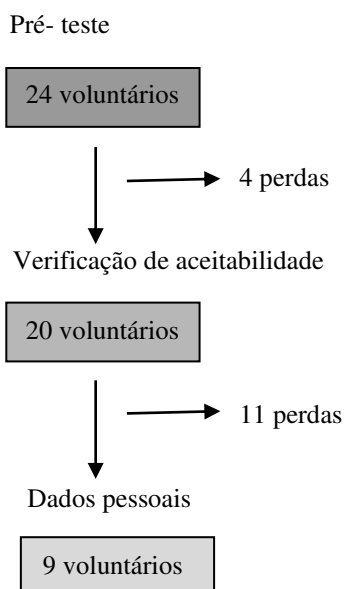 Pré- teste
24 voluntários
4 perdas
Verificação de aceitabilidade
20 voluntários
11 perdas
Dados pessoais
9 voluntários